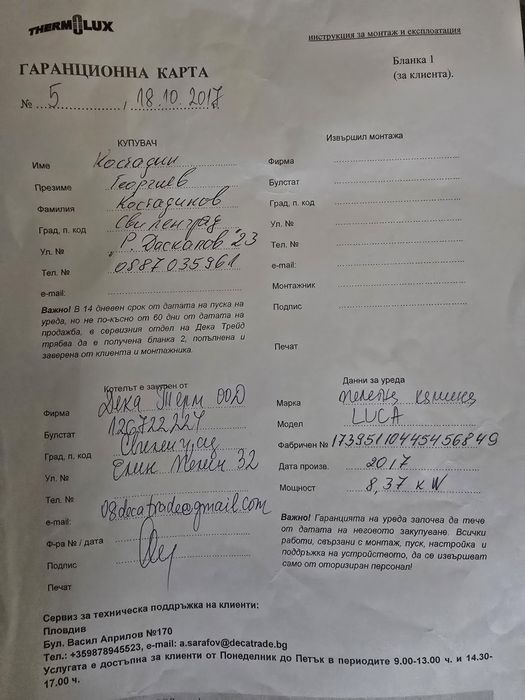 THERMOLUX
инструкция за монтаж и експлоатация
ГАРАНЦИОННА КАРТА
Бланка 1
(за клиента).
№ 5, 18.10.2017
КУПУВАЧ
Име Костадин
Презиме Георгиев
Фамилия Костадинов
Град, п. код Свиленград
Ул. № Р. Даскалов 23
Тел. № 0887035961
e-mail:
Важно! В 14 дневен срок от датата на пуска на
уреда, но не по-късно от 60 дни от датата на
продажба, в сервизния отдел на Дека Трейд
трябва да е получена бланка 2, попълнена и
заверена от клиента и монтажника.
Извършил монтажа
Фирма
Булстат
Град, п. код
Ул. №
Тел. №
e-mail:
Монтажник
Подпис
Печат
Котелът е закупен от
Фирма Дека Терм ООД
Булстат 126722227
Град, п. код Свиленград
Ул. № Елин Пелин 32
Тел. №
e-mail: 08decatrade@gmail.com
Ф-ра № / дата
Подпис
Печат
Данни за уреда
Марка пелетна камина
Модел LUCA
Фабричен № 17395110445456849
Дата произв. 2017
Мощност 8,37 kW
Важно! Гаранцията на уреда започва да тече
от датата на неговото закупуване. Всички
работи, свързани с монтаж, пуск, настройка и
поддръжка на устройството, да се извършват
само от оторизиран персонал!
Сервиз за техническа поддръжка на клиенти:
Пловдив
Бул. Васил Априлов №170
Тел.: +359878945523, e-mail: a.sarafov@decatrade.bg
Услугата е достъпна за клиенти от Понеделник до Петък в периодите 9.00-13.00 ч. и 14.30-
17.00 ч.